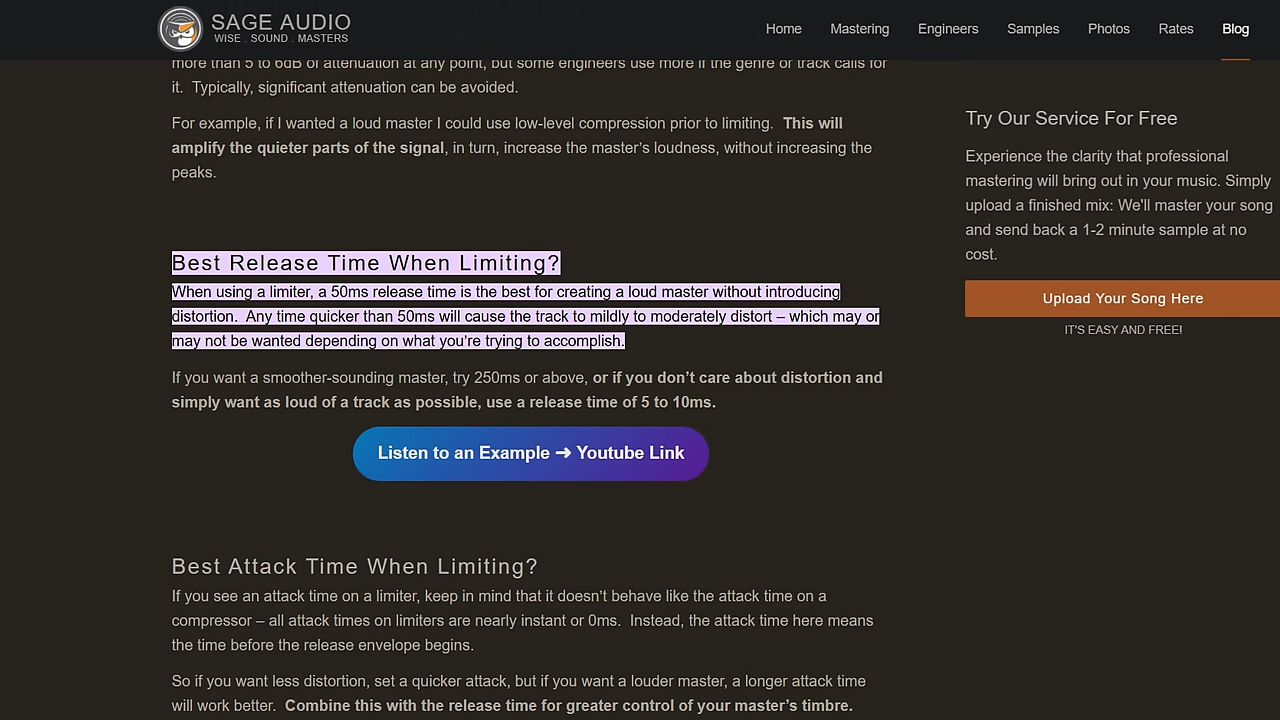 SAGE AUDIO
WISE . SOUND . MASTERS
Home
Mastering
Engineers
Samples
Photos
Rates
Blog
more than 5 to 6dB of attenuation at any point, but some engineers use more if the genre or track calls for
it.  Typically, significant attenuation can be avoided.
For example, if I wanted a loud master I could use low-level compression prior to limiting.  This will
amplify the quieter parts of the signal, in turn, increase the master’s loudness, without increasing the
peaks.
Best Release Time When Limiting?
When using a limiter, a 50ms release time is the best for creating a loud master without introducing
distortion.  Any time quicker than 50ms will cause the track to mildly to moderately distort – which may or
may not be wanted depending on what you’re trying to accomplish.
If you want a smoother-sounding master, try 250ms or above, or if you don’t care about distortion and
simply want as loud of a track as possible, use a release time of 5 to 10ms.
Listen to an Example ➜ Youtube Link
Best Attack Time When Limiting?
If you see an attack time on a limiter, keep in mind that it doesn’t behave like the attack time on a
compressor – all attack times on limiters are nearly instant or 0ms.  Instead, the attack time here means
the time before the release envelope begins.
So if you want less distortion, set a quicker attack, but if you want a louder master, a longer attack time
will work better.  Combine this with the release time for greater control of your master’s timbre.
Try Our Service For Free
Experience the clarity that professional
mastering will bring out in your music. Simply
upload a finished mix: We'll master your song
and send back a 1-2 minute sample at no
cost.
Upload Your Song Here
IT'S EASY AND FREE!